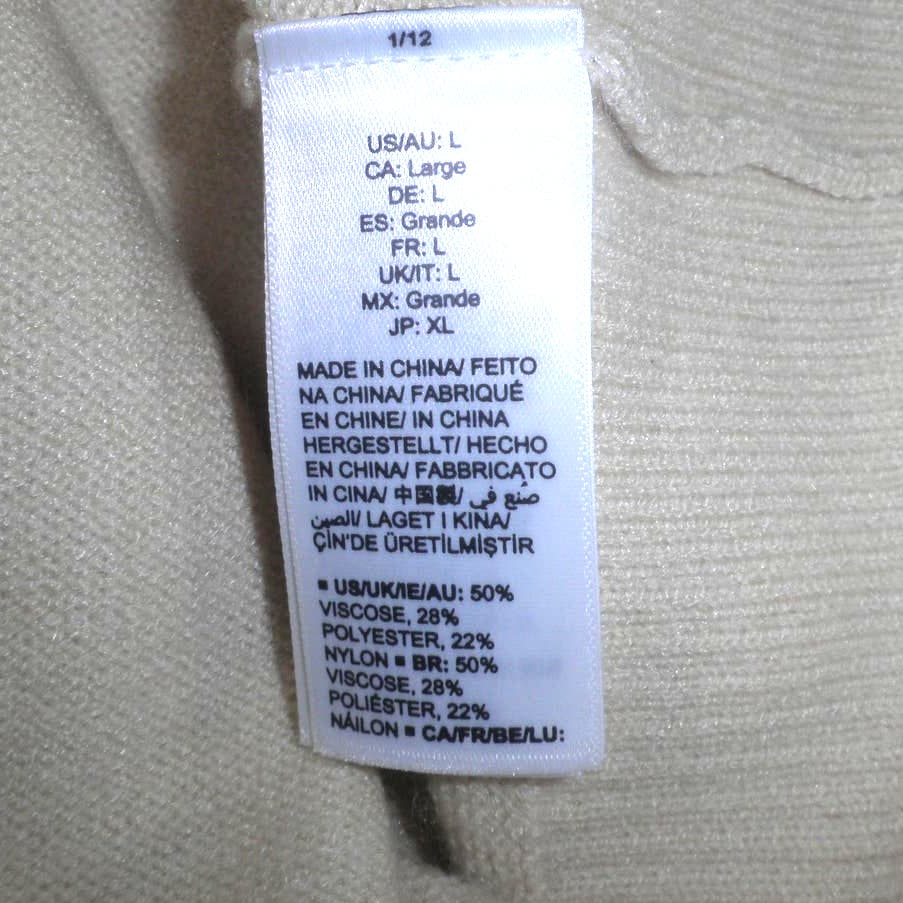 1/12
US/AU: L
CA: Large
DE: L
ES: Grande
FR: L
UK/IT: L
MX: Grande
JP: XL
MADE IN CHINA/ FEITO
NA CHINA/ FABRIQUÉ
EN CHINE/ IN CHINA
HERGESTELLT/ HECHO
EN CHINA/ FABBRICATO
IN CINA/ 中国製/ صُنع في
الصين/ LAGET I KINA/
ÇİN'DE ÜRETİLMİŞTİR
▪ US/UK/IE/AU: 50%
VISCOSE, 28%
POLYESTER, 22%
NYLON ▪ BR: 50%
VISCOSE, 28%
POLIÉSTER, 22%
NÁILON ▪ CA/FR/BE/LU: